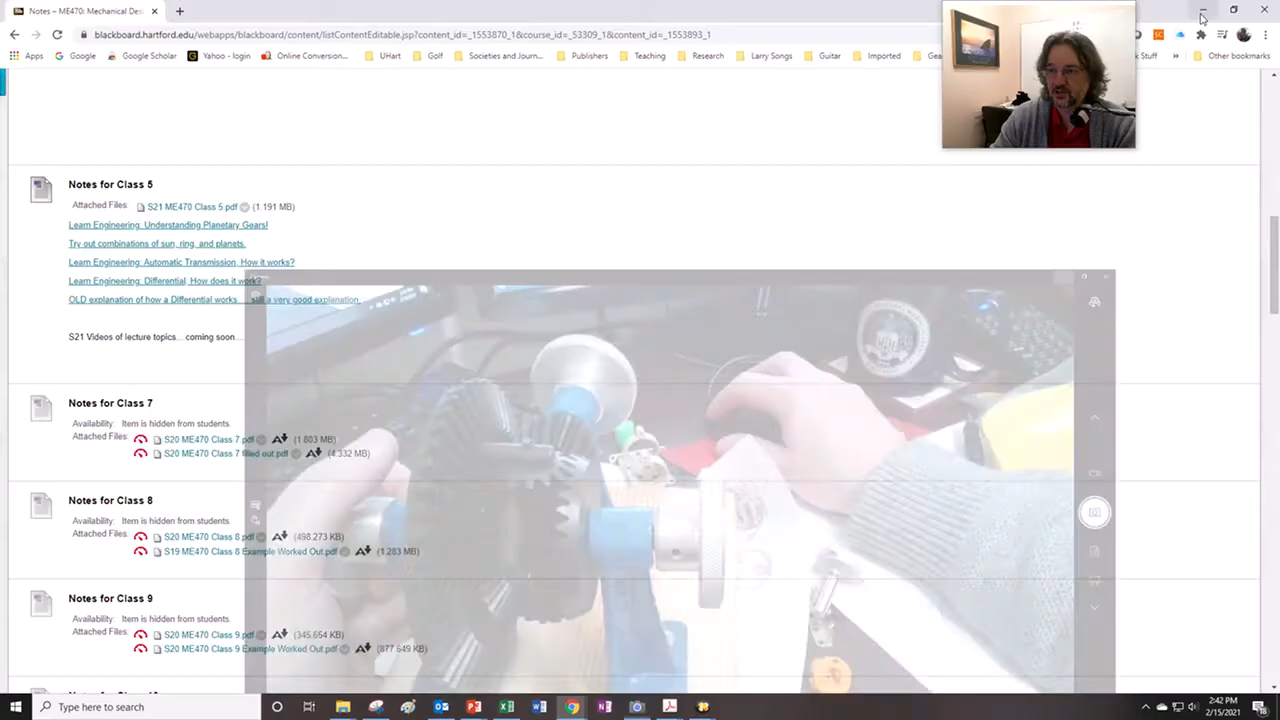 Notes – ME470: Mechanical Des
blackboard.hartford.edu/webapps/blackboard/content/listContentEditable.jsp?content_id=_1553870_1&course_id=_53309_1&content_id=_1553893_1
Apps Google Google Scholar Yahoo - login Online Conversion... UHart Golf Societies and Journ... Publishers Teaching Research Larry Songs Guitar Imported Stuff » Other bookmarks
Notes for Class 5
Attached Files: S21 ME470 Class 5.pdf (1.191 MB)
Learn Engineering: Understanding Planetary Gears!
Try out combinations of sun, ring, and planets.
Learn Engineering: Automatic Transmission, How it works?
Learn Engineering: Differential, How does it work?
OLD explanation of how a Differential works.... still a very good explanation.
S21 Videos of lecture topics... coming soon...
Notes for Class 7
Availability: Item is hidden from students.
Attached Files: S20 ME470 Class 7.pdf (1.803 MB)
S20 ME470 Class 7 filled out.pdf (4.332 MB)
Notes for Class 8
Availability: Item is hidden from students.
Attached Files: S20 ME470 Class 8.pdf (498.273 KB)
S19 ME470 Class 8 Example Worked Out.pdf (1.283 MB)
Notes for Class 9
Availability: Item is hidden from students.
Attached Files: S20 ME470 Class 9.pdf (345.654 KB)
S20 ME470 Class 9 Example Worked Out.pdf (877.649 KB)
Type here to search
2:42 PM
2/15/2021
18